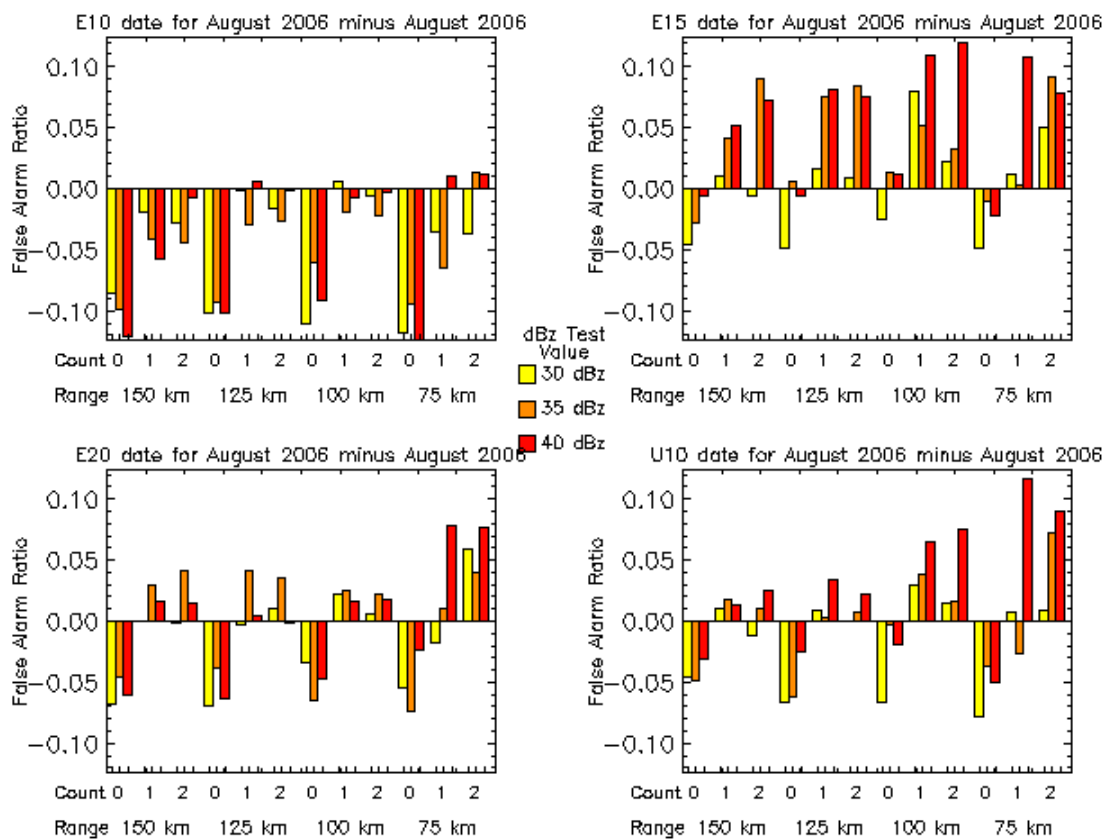 E10 date for August 2006 minus August 2006
False Alarm Ratio
0.10
0.05
0.00
−0.05
−0.10
Count 0 1 2 0 1 2 0 1 2 0 1 2
Range 150 km 125 km 100 km 75 km
E15 date for August 2006 minus August 2006
False Alarm Ratio
0.10
0.05
0.00
−0.05
−0.10
Count 0 1 2 0 1 2 0 1 2 0 1 2
Range 150 km 125 km 100 km 75 km
dBz Test
Value
30 dBz
35 dBz
40 dBz
E20 date for August 2006 minus August 2006
False Alarm Ratio
0.10
0.05
0.00
−0.05
−0.10
Count 0 1 2 0 1 2 0 1 2 0 1 2
Range 150 km 125 km 100 km 75 km
U10 date for August 2006 minus August 2006
False Alarm Ratio
0.10
0.05
0.00
−0.05
−0.10
Count 0 1 2 0 1 2 0 1 2 0 1 2
Range 150 km 125 km 100 km 75 km